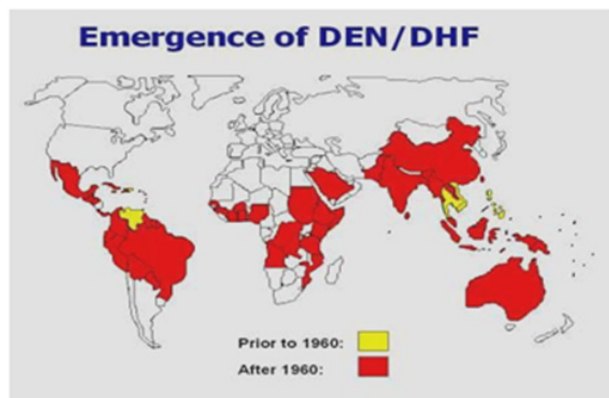 Emergence of DEN/DHF
Prior to 1960:
After 1960: